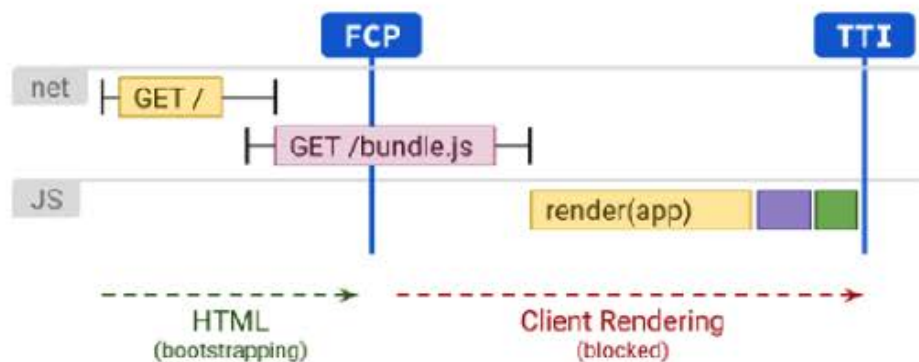 FCP
TTI
net
GET /
GET /bundle.js
JS
render(app)
HTML
(bootstrapping)
Client Rendering
(blocked)